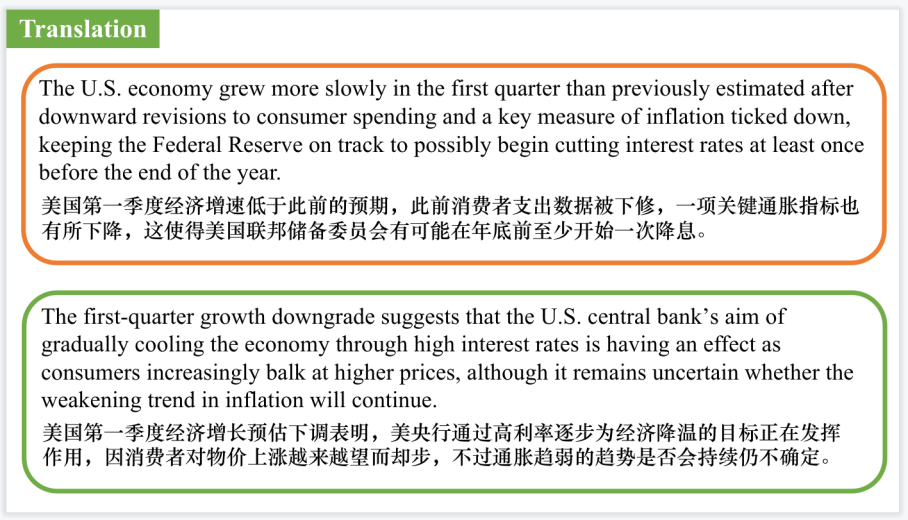 Translation
The U.S. economy grew more slowly in the first quarter than previously estimated after
downward revisions to consumer spending and a key measure of inflation ticked down,
keeping the Federal Reserve on track to possibly begin cutting interest rates at least once
before the end of the year.
美国第一季度经济增速低于此前的预期，此前消费者支出数据被下修，一项关键通胀指标也
有所下降，这使得美国联邦储备委员会有可能在年底前至少开始一次降息。
The first-quarter growth downgrade suggests that the U.S. central bank’s aim of
gradually cooling the economy through high interest rates is having an effect as
consumers increasingly balk at higher prices, although it remains uncertain whether the
weakening trend in inflation will continue.
美国第一季度经济增长预估下调表明，美央行通过高利率逐步为经济降温的目标正在发挥
作用，因消费者对物价上涨越来越望而却步，不过通胀趋弱的趋势是否会持续仍不确定。